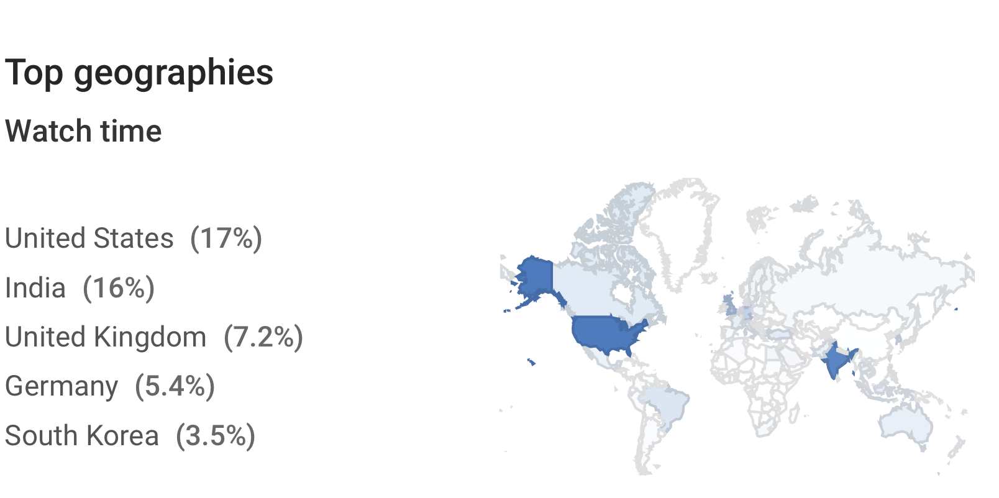 Top geographies
Watch time
United States (17%)
India (16%)
United Kingdom (7.2%)
Germany (5.4%)
South Korea (3.5%)